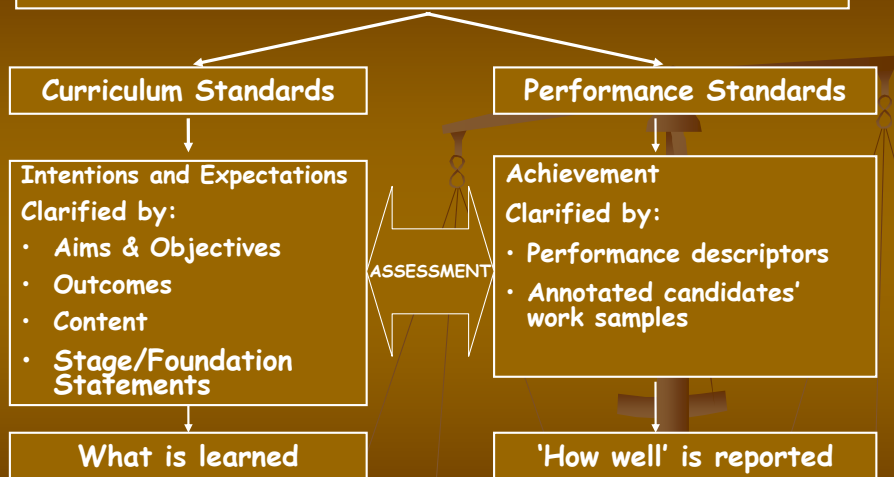 Curriculum Standards
Performance Standards
Intentions and Expectations
Clarified by:
• Aims & Objectives
• Outcomes
• Content
• Stage/Foundation
Statements
ASSESSMENT
Achievement
Clarified by:
• Performance descriptors
• Annotated candidates’
work samples
What is learned
‘How well’ is reported